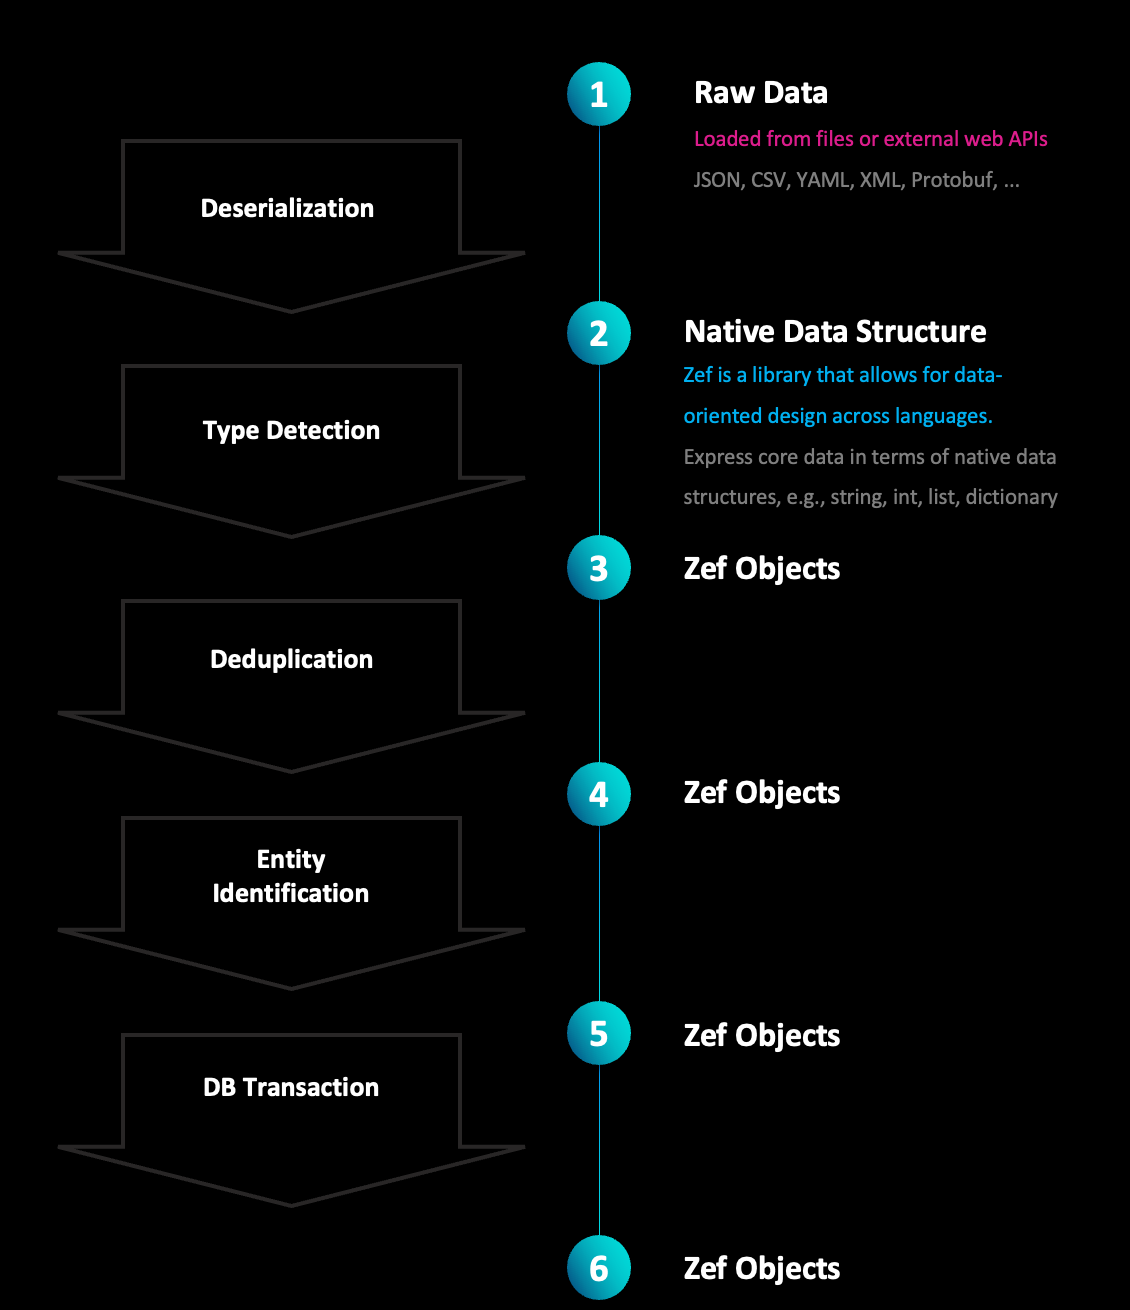 1
Raw Data
Loaded from files or external web APIs
JSON, CSV, YAML, XML, Protobuf, ...
Deserialization
2
Native Data Structure
Zef is a library that allows for data-
oriented design across languages.
Express core data in terms of native data
structures, e.g., string, int, list, dictionary
Type Detection
3
Zef Objects
Deduplication
4
Zef Objects
Entity
Identification
5
Zef Objects
DB Transaction
6
Zef Objects